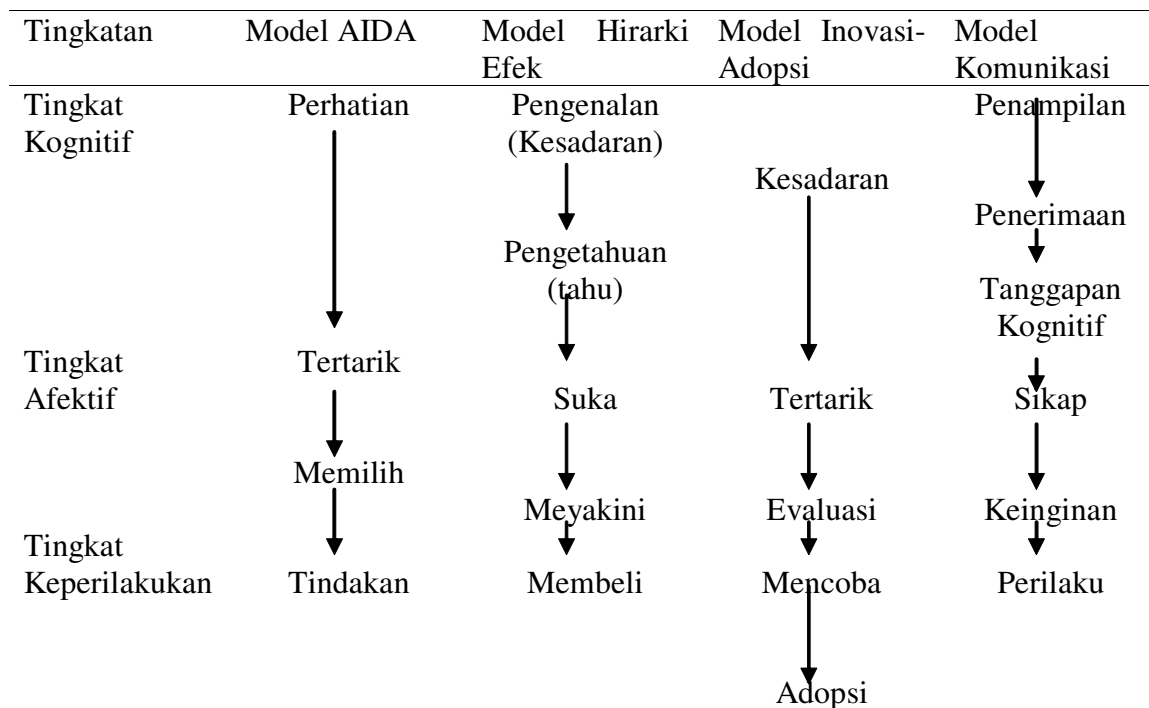 Tingkatan Model AIDA Model Hirarki Model Inovasi- Model
Efek Adopsi Komunikasi
Tingkat Perhatian Pengenalan Penampilan
Kognitif (Kesadaran)
Kesadaran
Penerimaan
Pengetahuan
(tahu) Tanggapan
Kognitif
Tingkat Tertarik
Afektif Suka Tertarik Sikap
Memilih
Meyakini Evaluasi Keinginan
Tingkat
Keperilakukan Tindakan Membeli Mencoba Perilaku
Adopsi